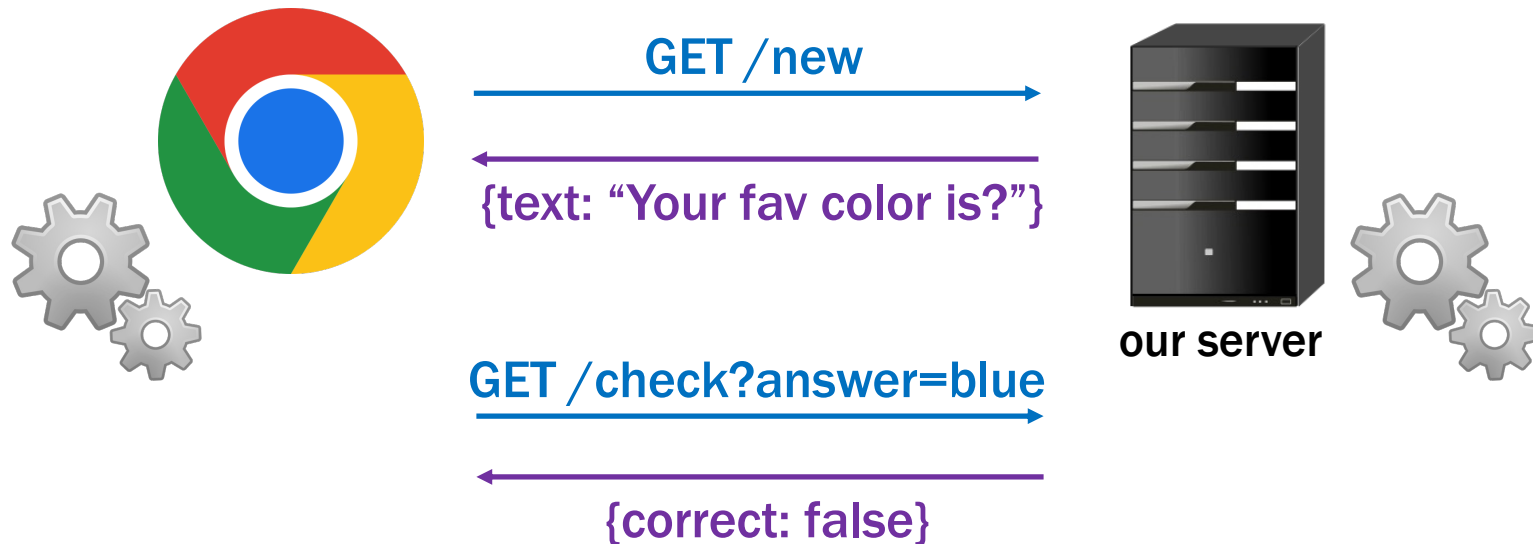 GET /new
{text: “Your fav color is?”}
our server
GET /check?answer=blue
{correct: false}